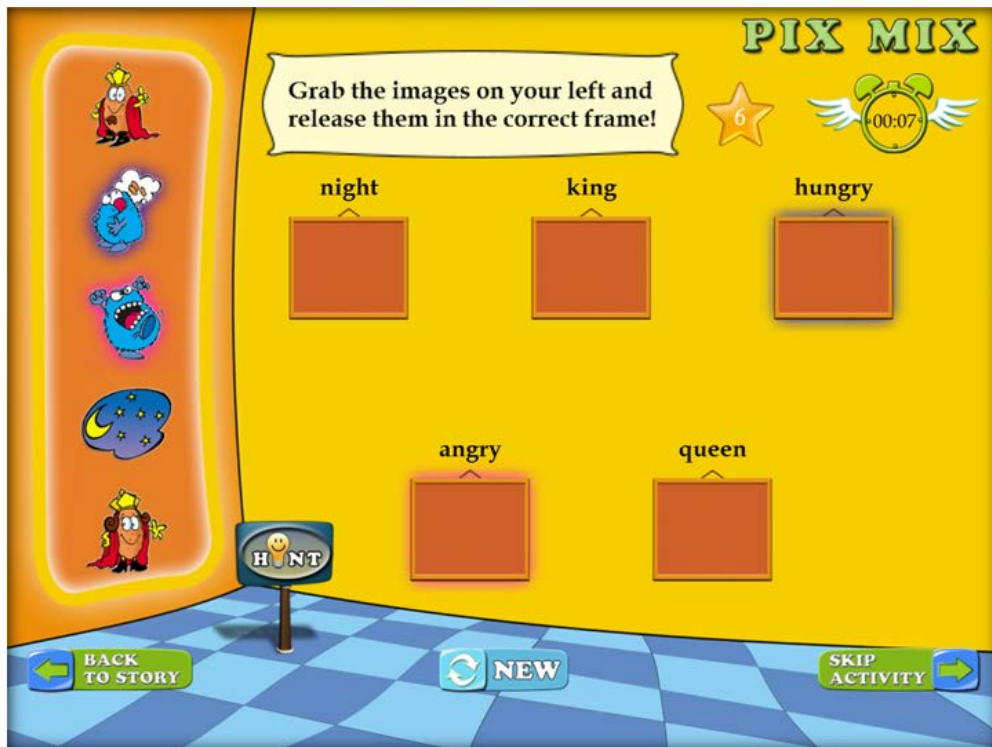 PIX MIX
Grab the images on your left and
release them in the correct frame!
6
00:07
night
king
hungry
angry
queen
HINT
BACK
TO STORY
NEW
SKIP
ACTIVITY